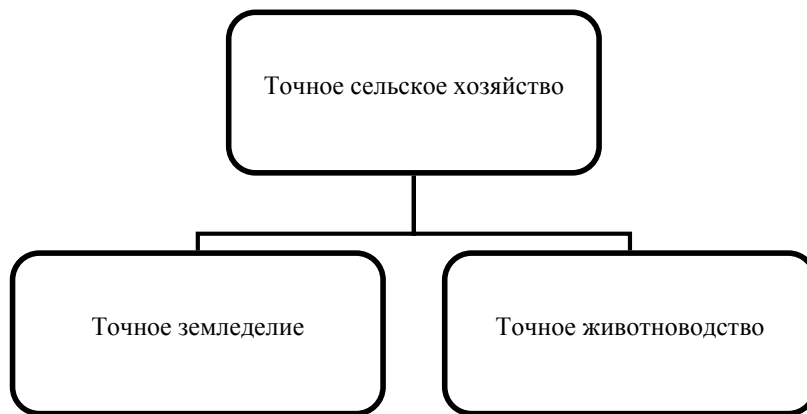 Точное сельское хозяйство
Точное земледелие
Точное животноводство